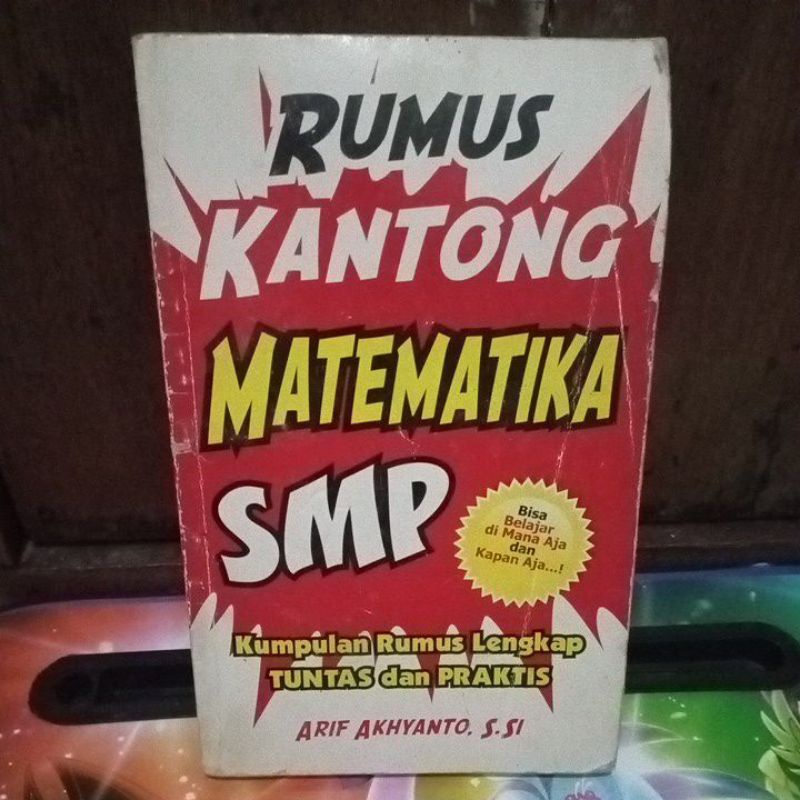 RUMUS
KANTONG
MATEMATIKA
SMP
Bisa
Belajar
di Mana Aja
dan
Kapan Aja...!
Kumpulan Rumus Lengkap
TUNTAS dan PRAKTIS
ARIF AKHYANTO, S.SI